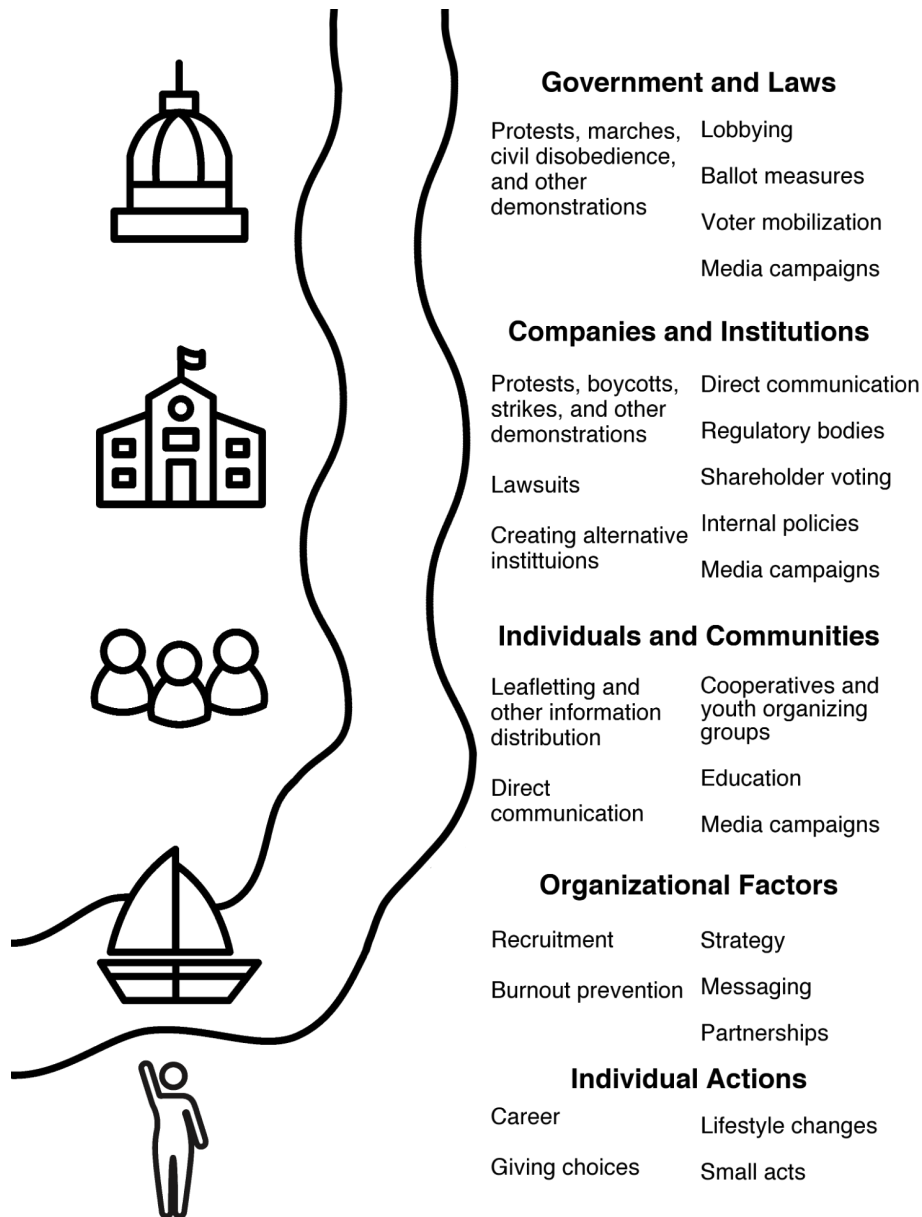 Government and Laws
Protests, marches,
civil disobedience,
and other
demonstrations
Lobbying
Ballot measures
Voter mobilization
Media campaigns
Companies and Institutions
Protests, boycotts,
strikes, and other
demonstrations
Lawsuits
Creating alternative
instittuions
Direct communication
Regulatory bodies
Shareholder voting
Internal policies
Media campaigns
Individuals and Communities
Leafletting and
other information
distribution
Direct
communication
Cooperatives and
youth organizing
groups
Education
Media campaigns
Organizational Factors
Recruitment
Burnout prevention
Strategy
Messaging
Partnerships
Individual Actions
Career
Giving choices
Lifestyle changes
Small acts